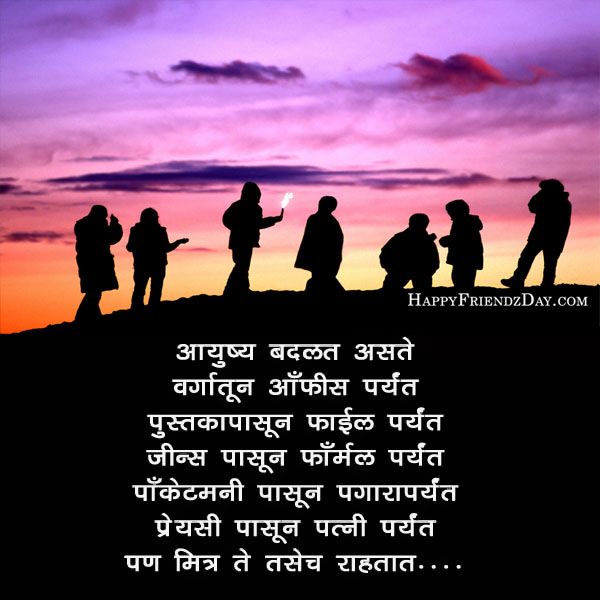 HappyFriendzDay.com
आयुष्य बदलत असते
वर्गातून ऑंफीस पर्यंत
पुस्तकापासून फाईल पर्यंत
जीन्स पासून फॉंर्मल पर्यंत
पॉंकेटमनी पासून पगारापर्यंत
प्रेयसी पासून पत्नी पर्यंत
पण मित्र ते तसेच राहतात....